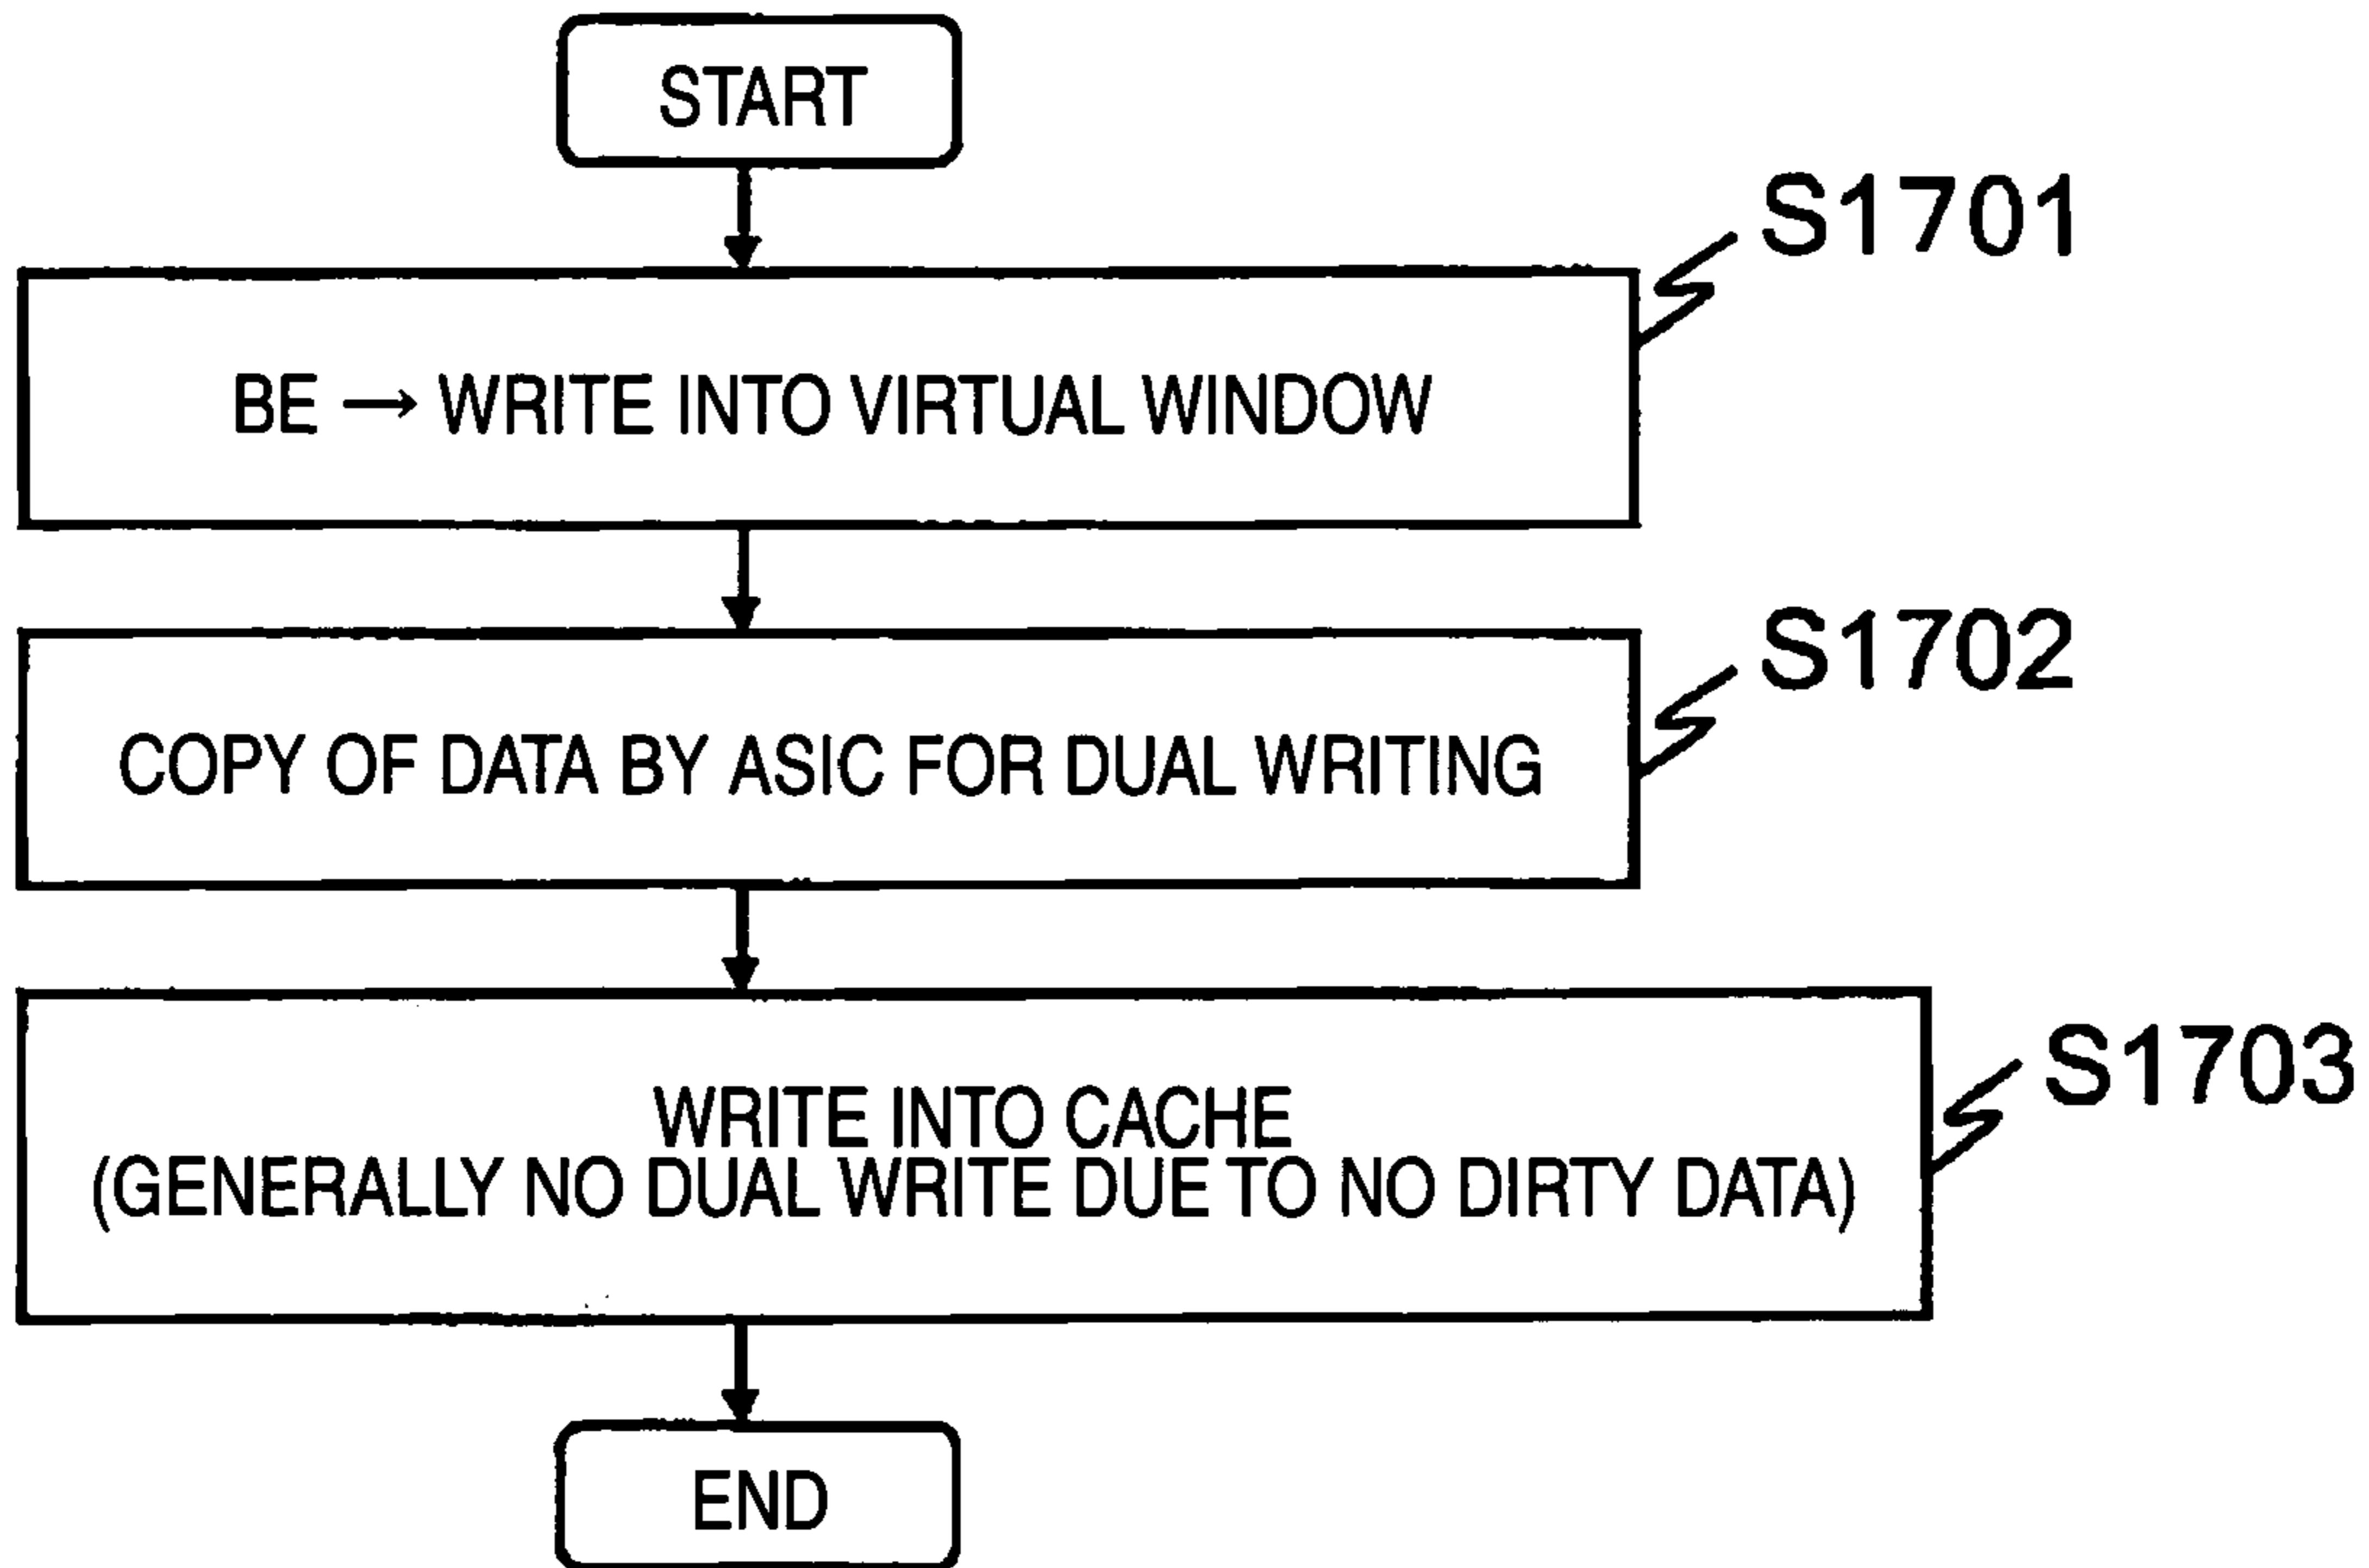 START
S1701
BE → WRITE INTO VIRTUAL WINDOW
S1702
COPY OF DATA BY ASIC FOR DUAL WRITING
S1703
WRITE INTO CACHE
(GENERALLY NO DUAL WRITE DUE TO NO DIRTY DATA)
END